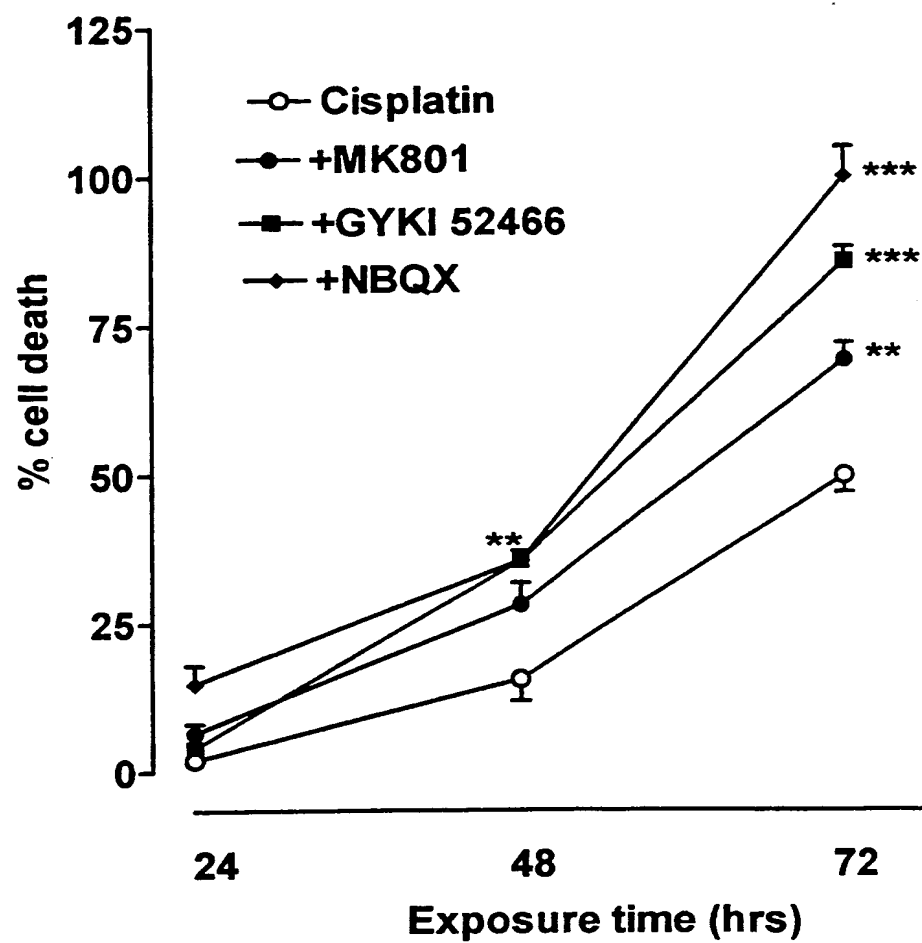 125
100
75
50
25
0
% cell death
Cisplatin
+MK801
+GYKI 52466
+NBQX
***
***
**
**
24 48 72
Exposure time (hrs)